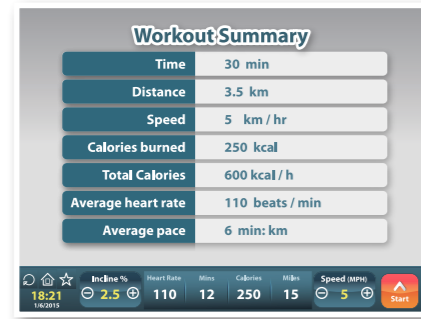 Workout Summary
Time 30 min
Distance 3.5 km
Speed 5 km / hr
Calories burned 250 kcal
Total Calories 600 kcal / h
Average heart rate 110 beats / min
Average pace 6 min: km
Incline % Heart Rate Mins Calories Miles Speed (MPH)
18:21 2.5 110 12 250 15 5 Start
1/6/2015